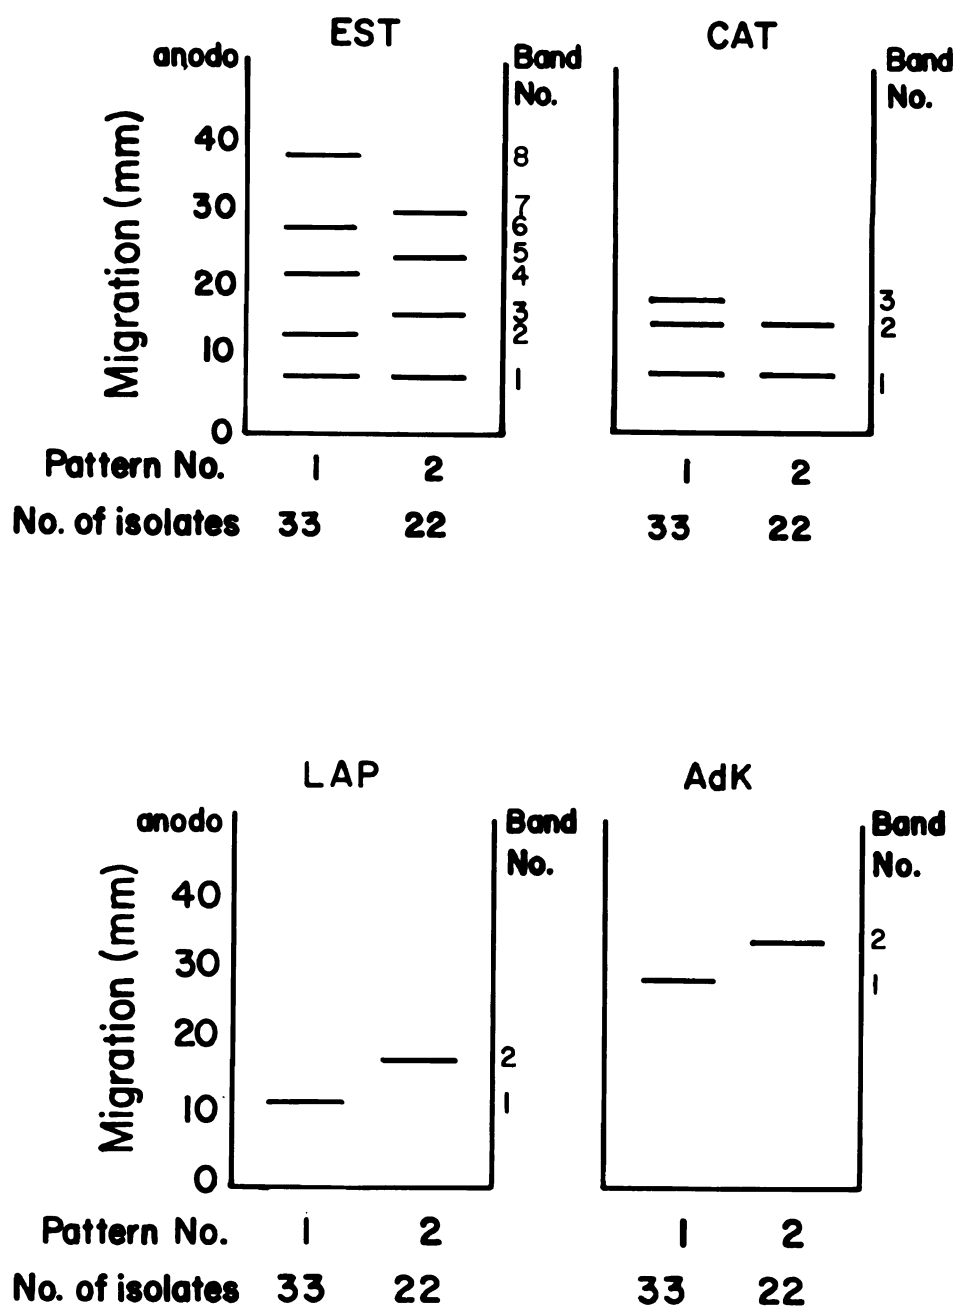 EST
CAT
anodo
Band
No.
Band
No.
Migration (mm)
40
30
20
10
0
8
7
6
5
4
3
2
1
3
2
1
Pattern No. 1 2 1 2
No. of isolates 33 22 33 22
LAP
AdK
anodo
Band
No.
Band
No.
Migration (mm)
40
30
20
10
0
2
1
2
1
Pattern No. 1 2 1 2
No. of isolates 33 22 33 22